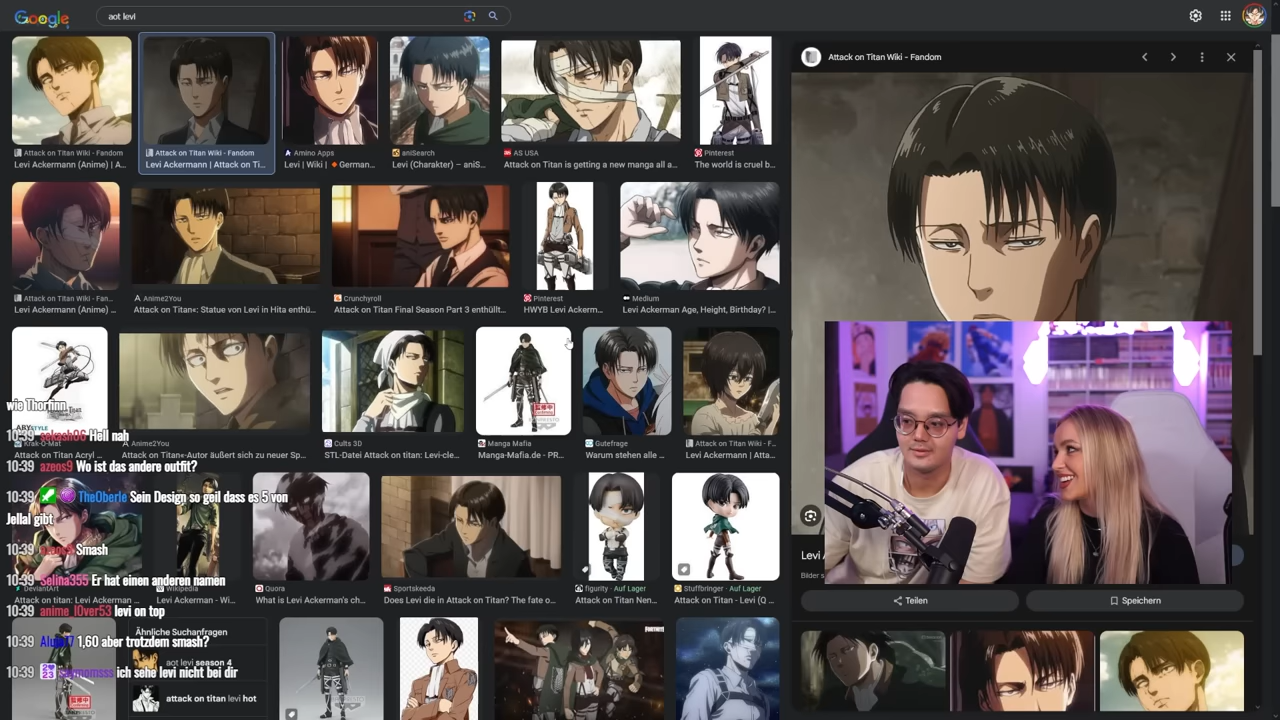 Google
aot levi
Attack on Titan Wiki - Fandom
Attack on Titan Wiki - Fandom
Levi Ackermann (Anime) | A...
Attack on Titan Wiki - Fandom
Levi Ackermann | Attack on Ti...
Amino Apps
Levi | Wiki | German...
aniSearch
Levi (Charakter) – aniS...
AS USA
Attack on Titan is getting a new manga all a...
Pinterest
The world is cruel b...
Attack on Titan Wiki - Fan...
Levi Ackermann (Anime) ...
Anime2You
Attack on Titan«: Statue von Levi in Hita enthü...
Crunchyroll
Attack on Titan Final Season Part 3 enthüllt...
Pinterest
HWYB Levi Ackerm...
Medium
Levi Ackerman Age, Height, Birthday? |...
Krak-O-Mat
Attack on Titan Acryl ...
Anime2You
Attack on Titan«-Autor äußert sich zu neuer Sp...
Cults 3D
STL-Datei Attack on titan: Levi-cle...
Manga Mafia
Manga-Mafia.de - PR...
Gutefrage
Warum stehen alle ...
Attack on Titan Wiki - F...
Levi Ackermann | Atta...
DeviantArt
Attack on titan: Levi Ackerman ...
Wikipedia
Levi Ackerman - Wi...
Quora
What is Levi Ackerman's ch...
Sportskeeda
Does Levi die in Attack on Titan? The fate o...
figurity · Auf Lager
Attack on Titan Nen...
Stuffbringer · Auf Lager
Attack on Titan - Levi (Q ...
Ähnliche Suchanfragen
aot levi season 4
attack on titan levi hot
FORTNITE
Levi
Bilder s
Teilen
Speichern
wie Thorfinn
10:39 Hell nah
10:39 azeos9 Wo ist das andere outfit?
10:39 TheOberle Sein Design so geil dass es 5 von
Jellal gibt
10:39 Smash
10:39 Selina355 Er hat einen anderen namen
10:39 anime_lOver53 levi on top
10:39 1,60 aber trotzdem smash?
10:39 ich sehe levi nicht bei dir